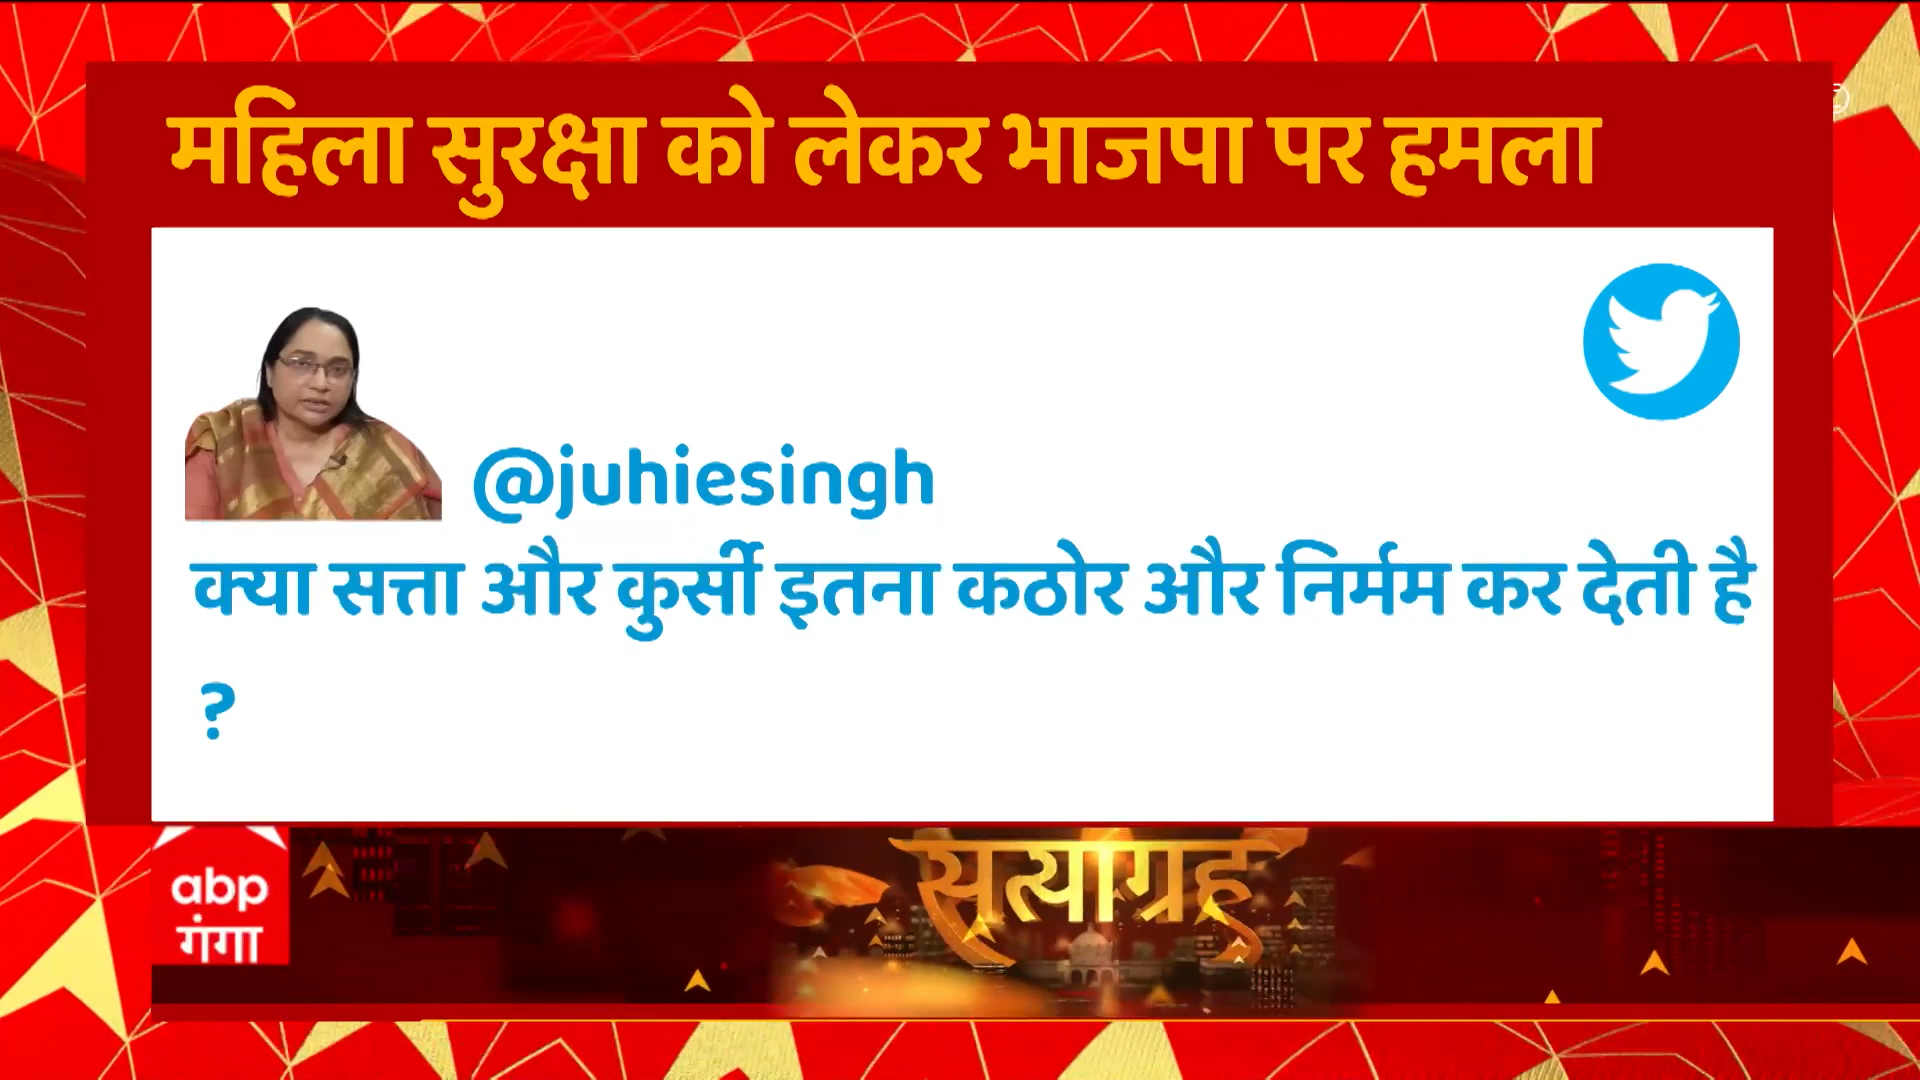 महिला सुरक्षा को लेकर भाजपा पर हमला
@juhiesingh
क्या सत्ता और कुर्सी इतना कठोर और निर्मम कर देती है
?
abp
गंगा
सत्याग्रह